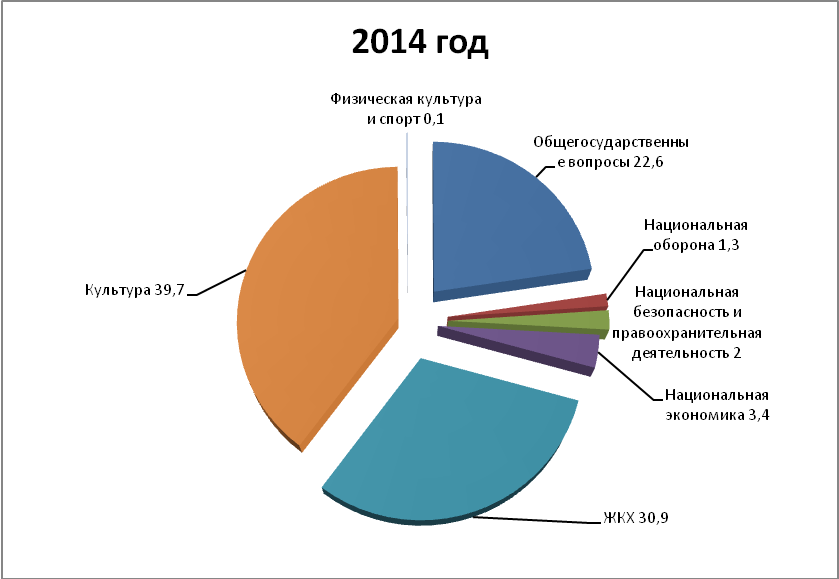 2014 год
Физическая культура
и спорт 0,1
Общегосударственны
е вопросы 22,6
Национальная
оборона 1,3
Национальная
безопасность и
правоохранительная
деятельность 2
Национальная
экономика 3,4
ЖКХ 30,9
Культура 39,7